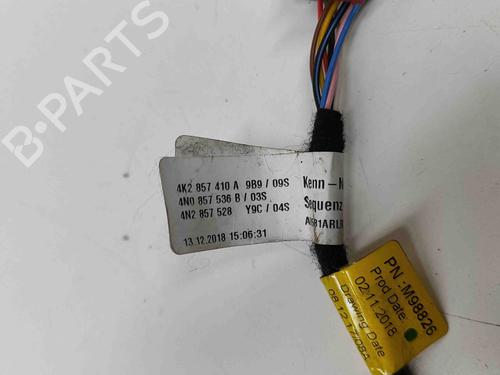 B-PARTS
4K2 857 410 A 9B9 / 09S
4N0 857 536 B / 03S
4N2 857 528 Y9C / 04S
13.12.2018 15:06:31
Kenn-N
Sequenz
PN :M98826
Prod Date:
02.11.2018
Drawing Date